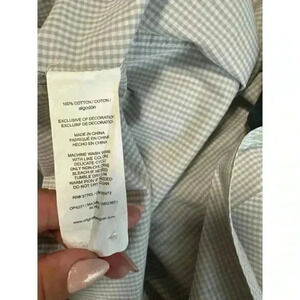 100% COTTON / COTON /
algodón
EXCLUSIVE OF DECORATION
EXCLUSIF DE DECORATION
MADE IN CHINA
FABRIQUÉ EN CHINE
HECHO EN CHINA
MACHINE WASH WARM
WITH LIKE COLORS
DELICATE CYCLE
ONLY NON-CHLORINE
BLEACH IF NEEDED
TUMBLE DRY LOW
WARM IRON IF NEEDED
DO NOT DRY CLEAN